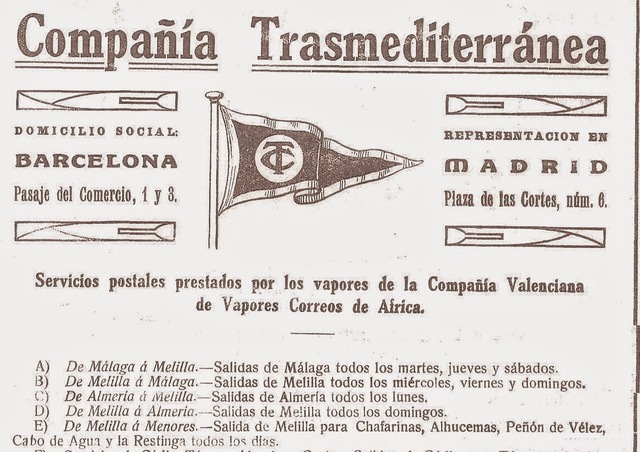 Compañía Trasmediterránea
DOMICILIO SOCIAL:
BARCELONA
Pasaje del Comercio, 1 y 3.
TC
REPRESENTACION EN
MADRID
Plaza de las Cortes, núm. 6.
Servicios postales prestados por los vapores de la Compañía Valenciana
de Vapores Correos de Africa.
A) De Málaga á Melilla.—Salidas de Málaga todos los martes, jueves y sábados.
B) De Melilla á Málaga.—Salidas de Melilla todos los miércoles, viernes y domingos.
C) De Almería á Melilla.—Salidas de Almería todos los lunes.
D) De Melilla á Almería.—Salidas de Melilla todos los domingos.
E) De Melilla á Menores.—Salida de Melilla para Chafarinas, Alhucemas, Peñón de Vélez,
Cabo de Agua y la Restinga todos los días.